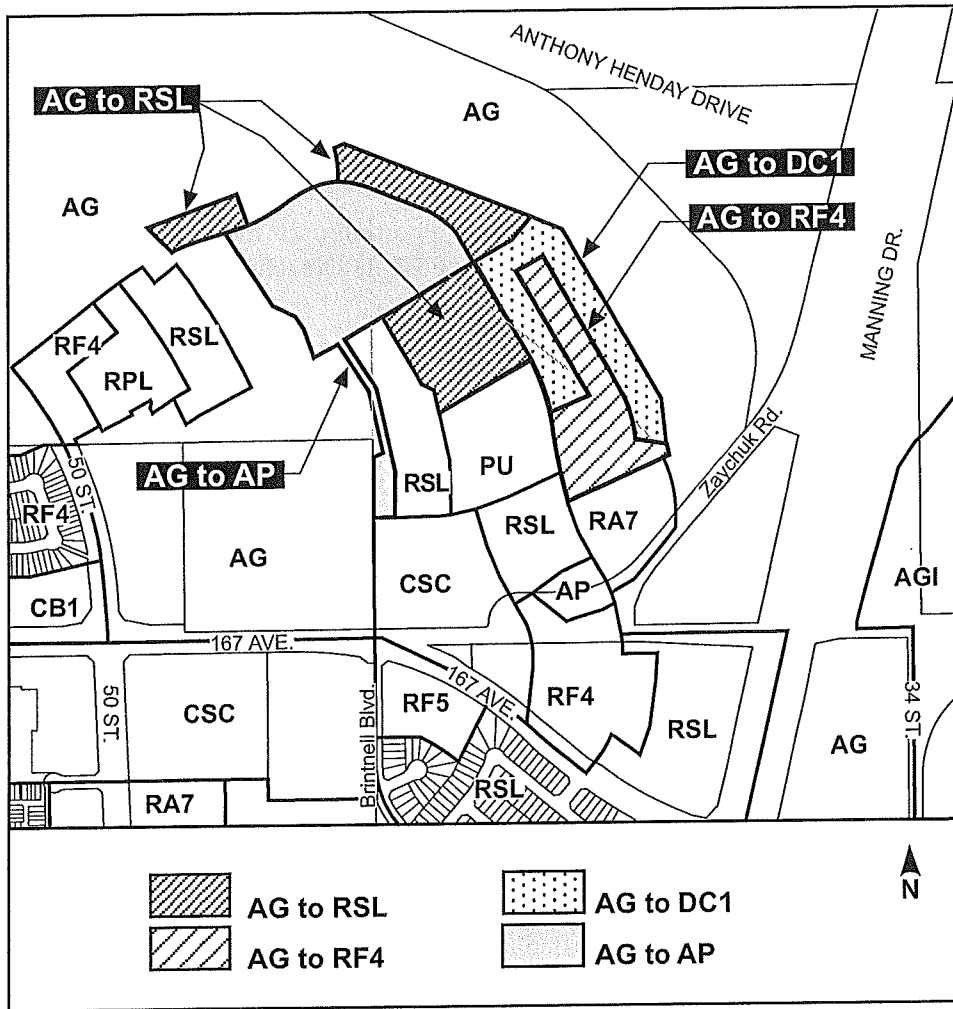 ANTHONY HENDAY DRIVE
AG to RSL
AG
AG to DC1
AG
AG to RF4
MANNING DR.
RSL
RF4
RPL
AG to AP
50 ST.
RSL
PU
Zaychuk Rd.
RF4
RSL
RA7
AG
CSC
AP
AGI
CB1
167 AVE.
50 ST.
CSC
Brintnell Blvd.
RF5
167 AVE.
RF4
RSL
34 ST.
AG
RSL
RA7
AG to RSL
AG to DC1
AG to RF4
AG to AP
N